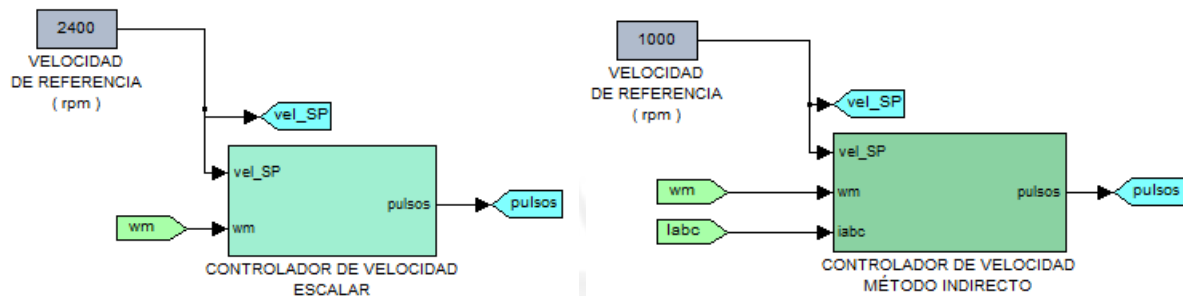 2400
VELOCIDAD
DE REFERENCIA
( rpm )
vel_SP
vel_SP
wm
wm
pulsos
pulsos
CONTROLADOR DE VELOCIDAD
ESCALAR
1000
VELOCIDAD
DE REFERENCIA
( rpm )
vel_SP
vel_SP
wm
wm
Iabc
iabc
pulsos
pulsos
CONTROLADOR DE VELOCIDAD
MÉTODO INDIRECTO